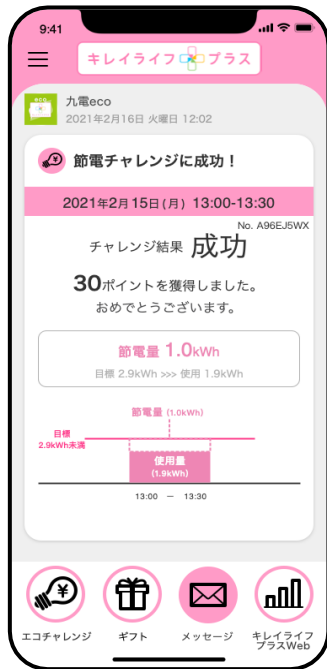 9:41
キレイライフ プラス
eco
九電eco
2021年2月16日 火曜日 12:02
¥
節電チャレンジに成功！
2021年2月15日(月) 13:00-13:30
No. A96EJ5WX
チャレンジ結果 成功
30ポイントを獲得しました。
おめでとうございます。
節電量 1.0kWh
目標 2.9kWh >>> 使用 1.9kWh
節電量 (1.0kWh)
目標
2.9kWh未満
使用量
(1.9kWh)
13:00 － 13:30
¥
エコチャレンジ
ギフト
メッセージ
キレイライフ
プラスWeb